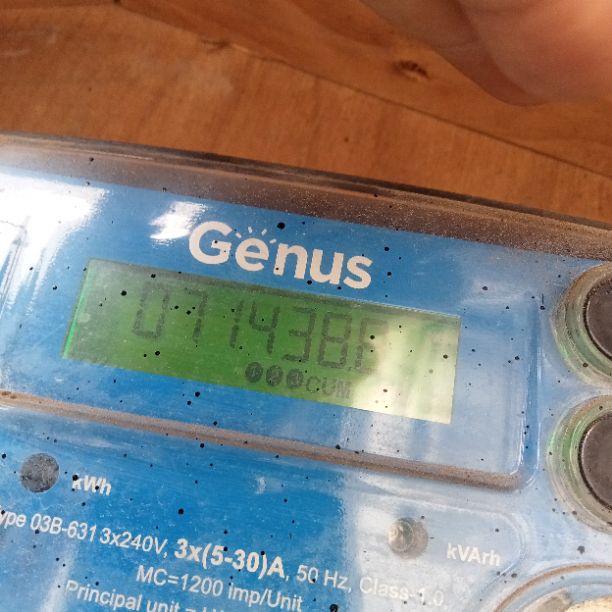 Genus
071438.
CUM
kWh
ype 03B-631 3x240V, 3x(5-30)A, 50 Hz, Class-1.0
kVArh
MC=1200 imp/Unit
Principal unit =